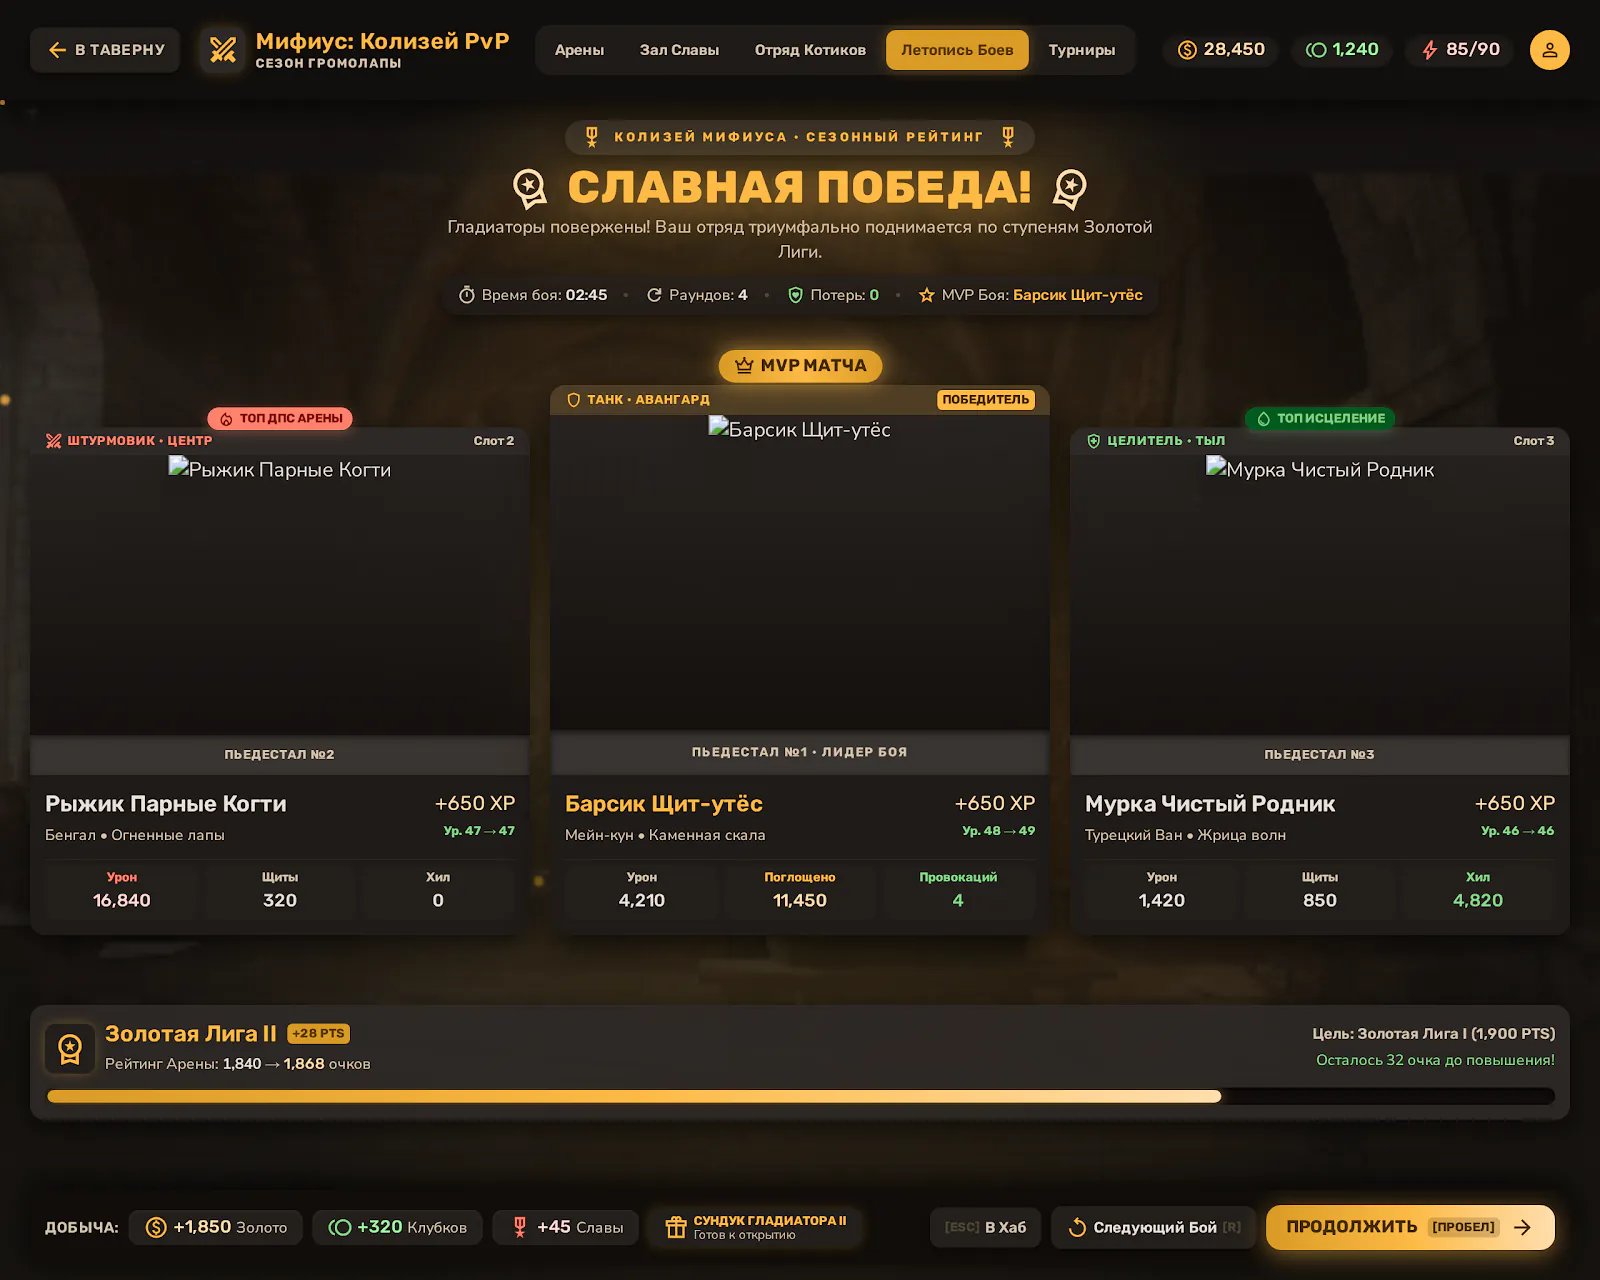 В ТАВЕРНУ
Мифиус: Колизей PvP
СЕЗОН ГРОМОЛАПЫ
Арены
Зал Славы
Отряд Котиков
Летопись Боев
Турниры
28,450
1,240
85/90
КОЛИЗЕЙ МИФИУСА • СЕЗОННЫЙ РЕЙТИНГ
СЛАВНАЯ ПОБЕДА!
Гладиаторы повержены! Ваш отряд триумфально поднимается по ступеням Золотой
Лиги.
Время боя: 02:45 • Раундов: 4 • Потерь: 0 • MVP Боя: Барсик Щит-утёс
ТОП ДПС АРЕНЫ
ШТУРМОВИК • ЦЕНТР
Слот 2
Рыжик Парные Когти
ПЬЕДЕСТАЛ №2
Рыжик Парные Когти
+650 XP
Бенгал • Огненные лапы
Ур. 47 → 47
Урон
16,840
Щиты
320
Хил
0
MVP МАТЧА
ТАНК • АВАНГАРД
ПОБЕДИТЕЛЬ
Барсик Щит-утёс
ПЬЕДЕСТАЛ №1 • ЛИДЕР БОЯ
Барсик Щит-утёс
+650 XP
Мейн-кун • Каменная скала
Ур. 48 → 49
Урон
4,210
Поглощено
11,450
Провокаций
4
ТОП ИСЦЕЛЕНИЕ
ЦЕЛИТЕЛЬ • ТЫЛ
Слот 3
Мурка Чистый Родник
ПЬЕДЕСТАЛ №3
Мурка Чистый Родник
+650 XP
Турецкий Ван • Жрица волн
Ур. 46 → 46
Урон
1,420
Щиты
850
Хил
4,820
Золотая Лига II
+28 PTS
Рейтинг Арены: 1,840 → 1,868 очков
Цель: Золотая Лига I (1,900 PTS)
Осталось 32 очка до повышения!
ДОБЫЧА:
+1,850 Золото
+320 Клубков
+45 Славы
СУНДУК ГЛАДИАТОРА II
Готов к открытию
[ESC] В Хаб
Следующий Бой [R]
ПРОДОЛЖИТЬ [ПРОБЕЛ]